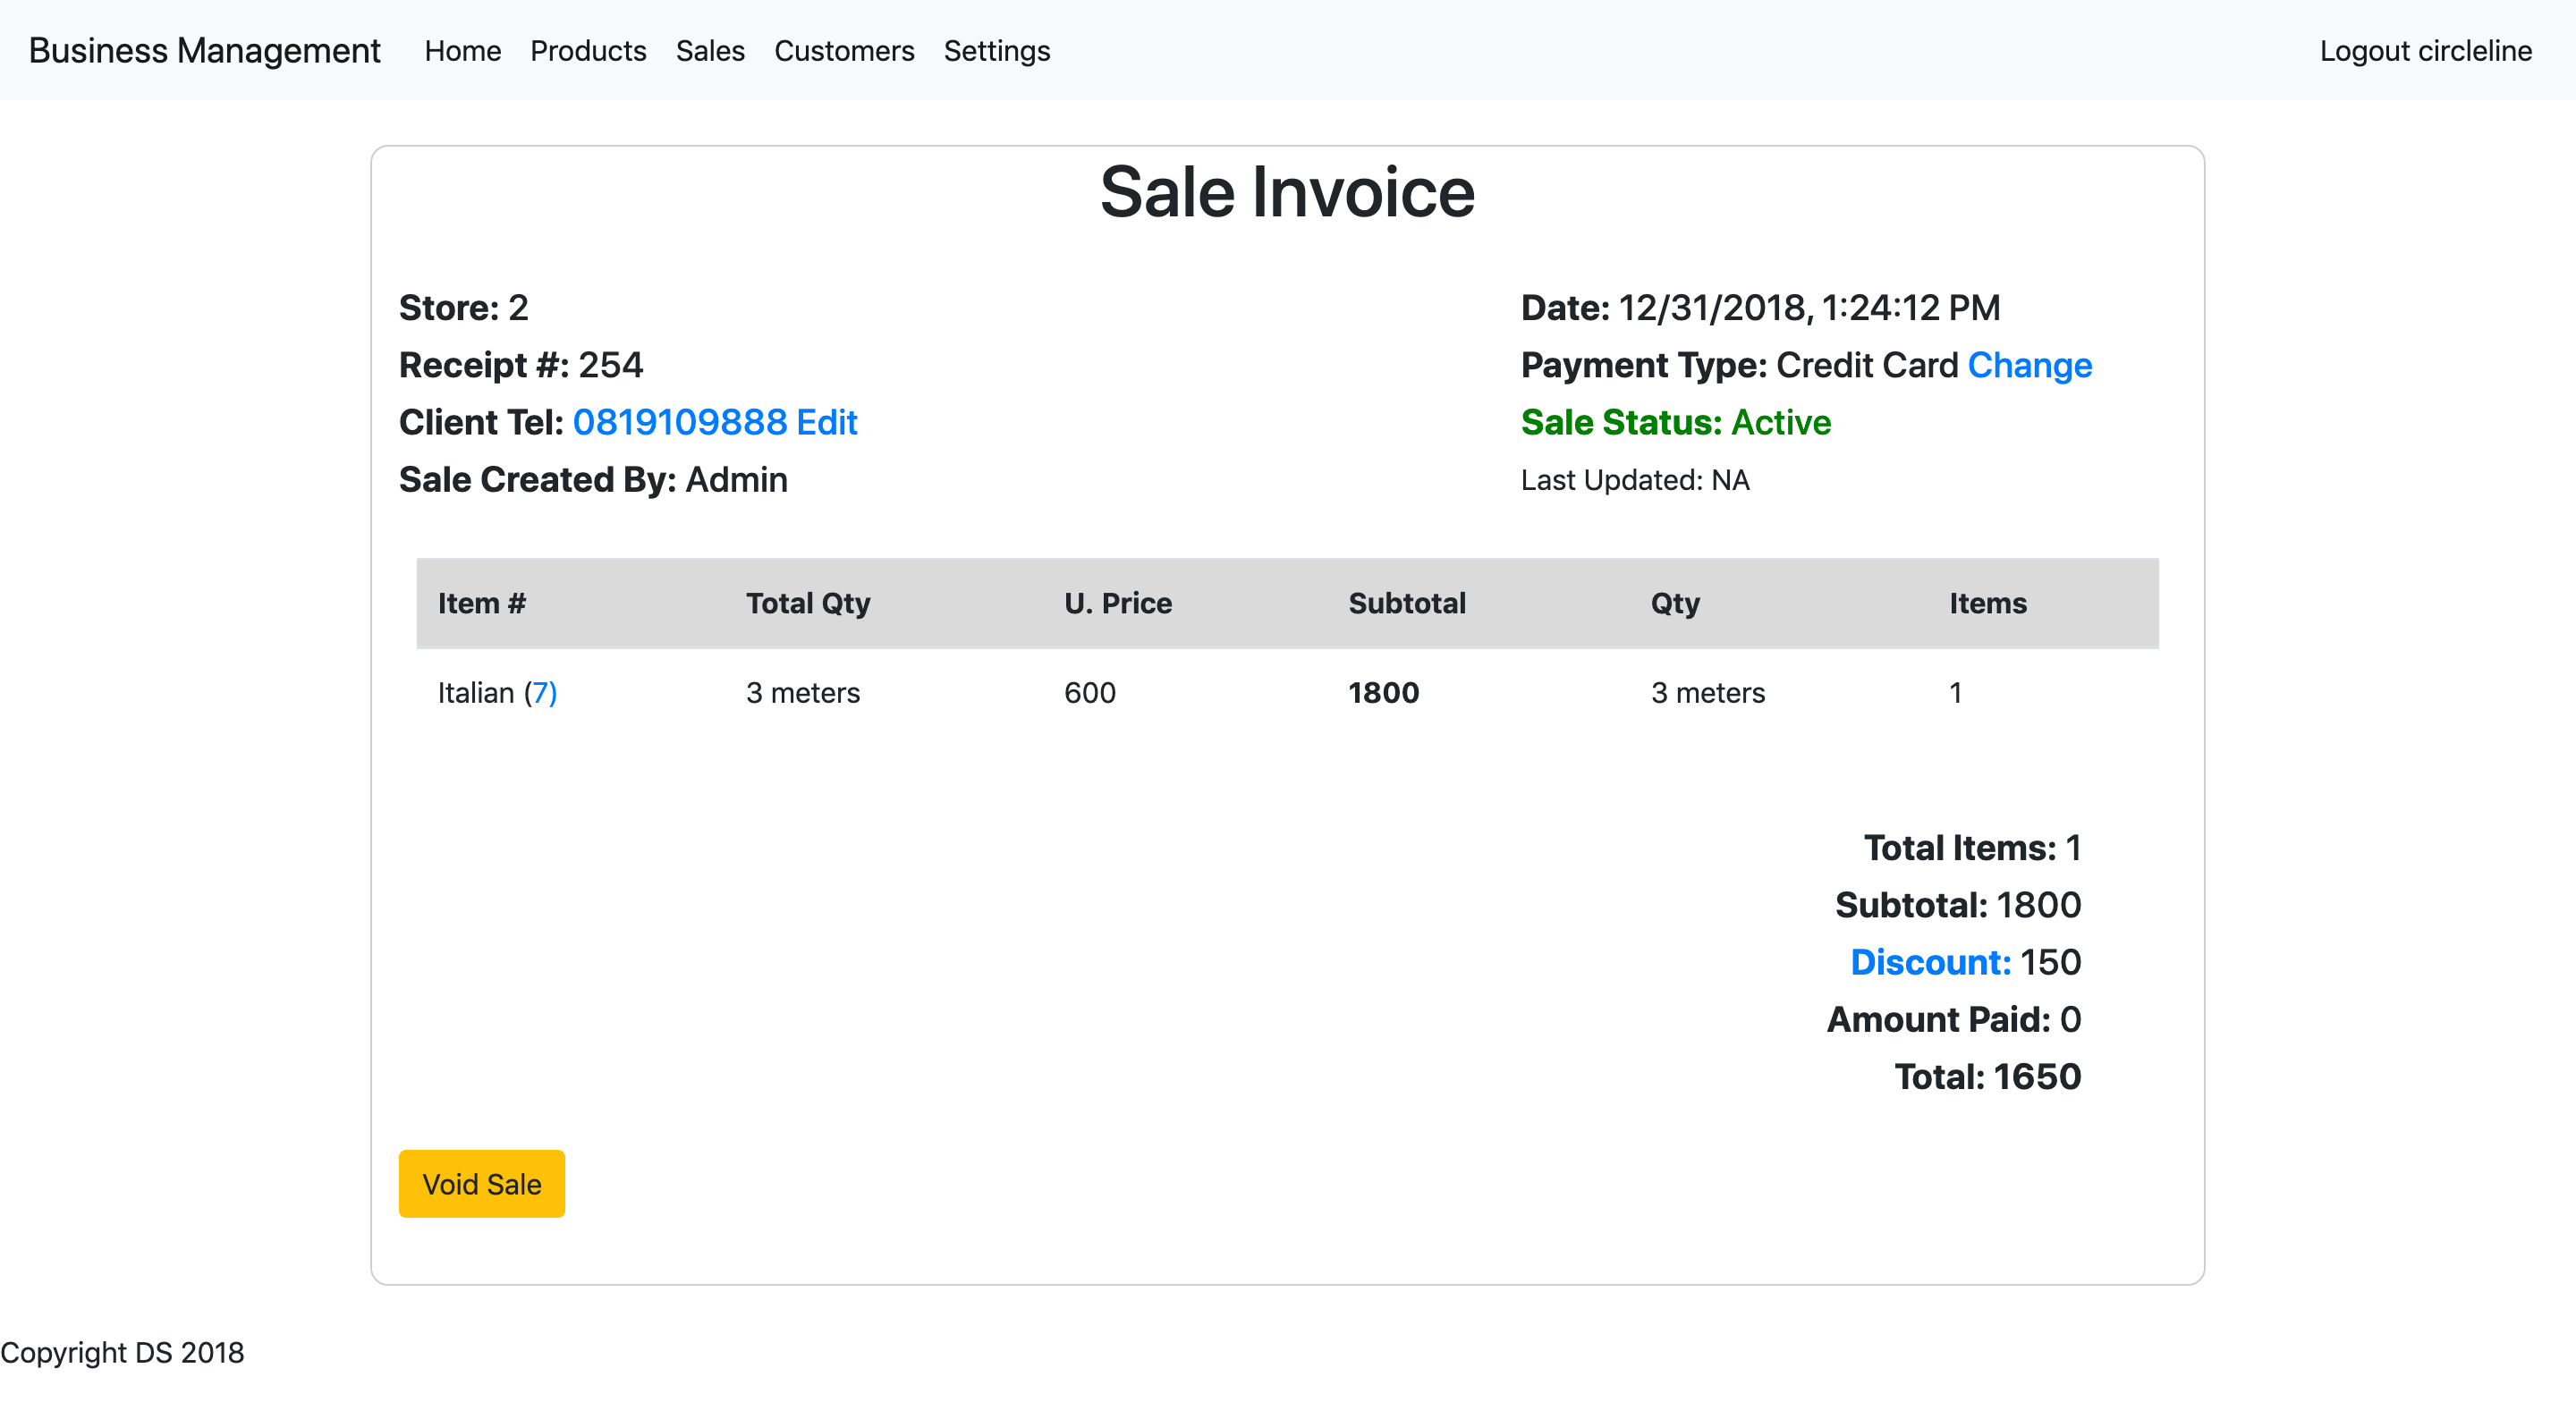 Business Management Home Products Sales Customers Settings Logout circleline
Sale Invoice
Store: 2
Receipt #: 254
Client Tel: 0819109888 Edit
Sale Created By: Admin
Date: 12/31/2018, 1:24:12 PM
Payment Type: Credit Card Change
Sale Status: Active
Last Updated: NA
Item # Total Qty U. Price Subtotal Qty Items
Italian (7) 3 meters 600 1800 3 meters 1
Total Items: 1
Subtotal: 1800
Discount: 150
Amount Paid: 0
Total: 1650
Void Sale
Copyright DS 2018